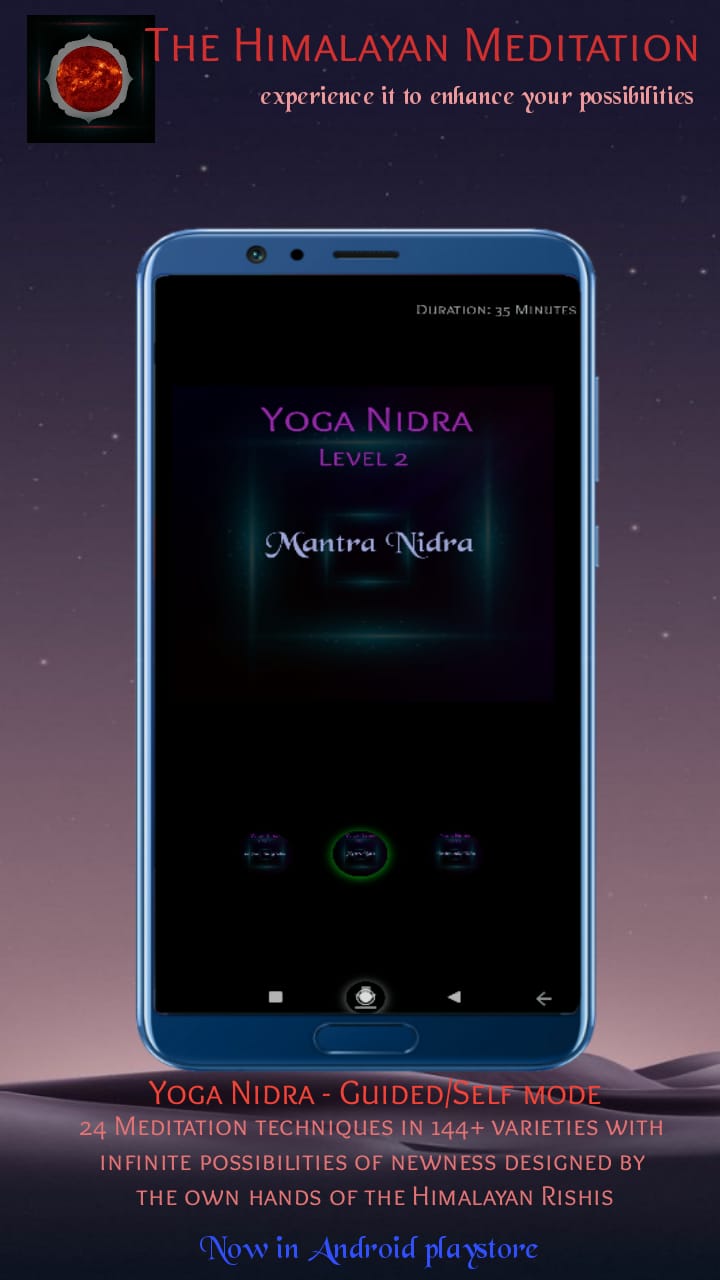 The Himalayan Meditation
experience it to enhance your possibilities
Duration: 35 Minutes
Yoga Nidra
Level 2
Mantra Nidra
Yoga Nidra - Guided/Self mode
24 Meditation techniques in 144+ varieties with
infinite possibilities of newness designed by
the own hands of the Himalayan Rishis
Now in Android playstore